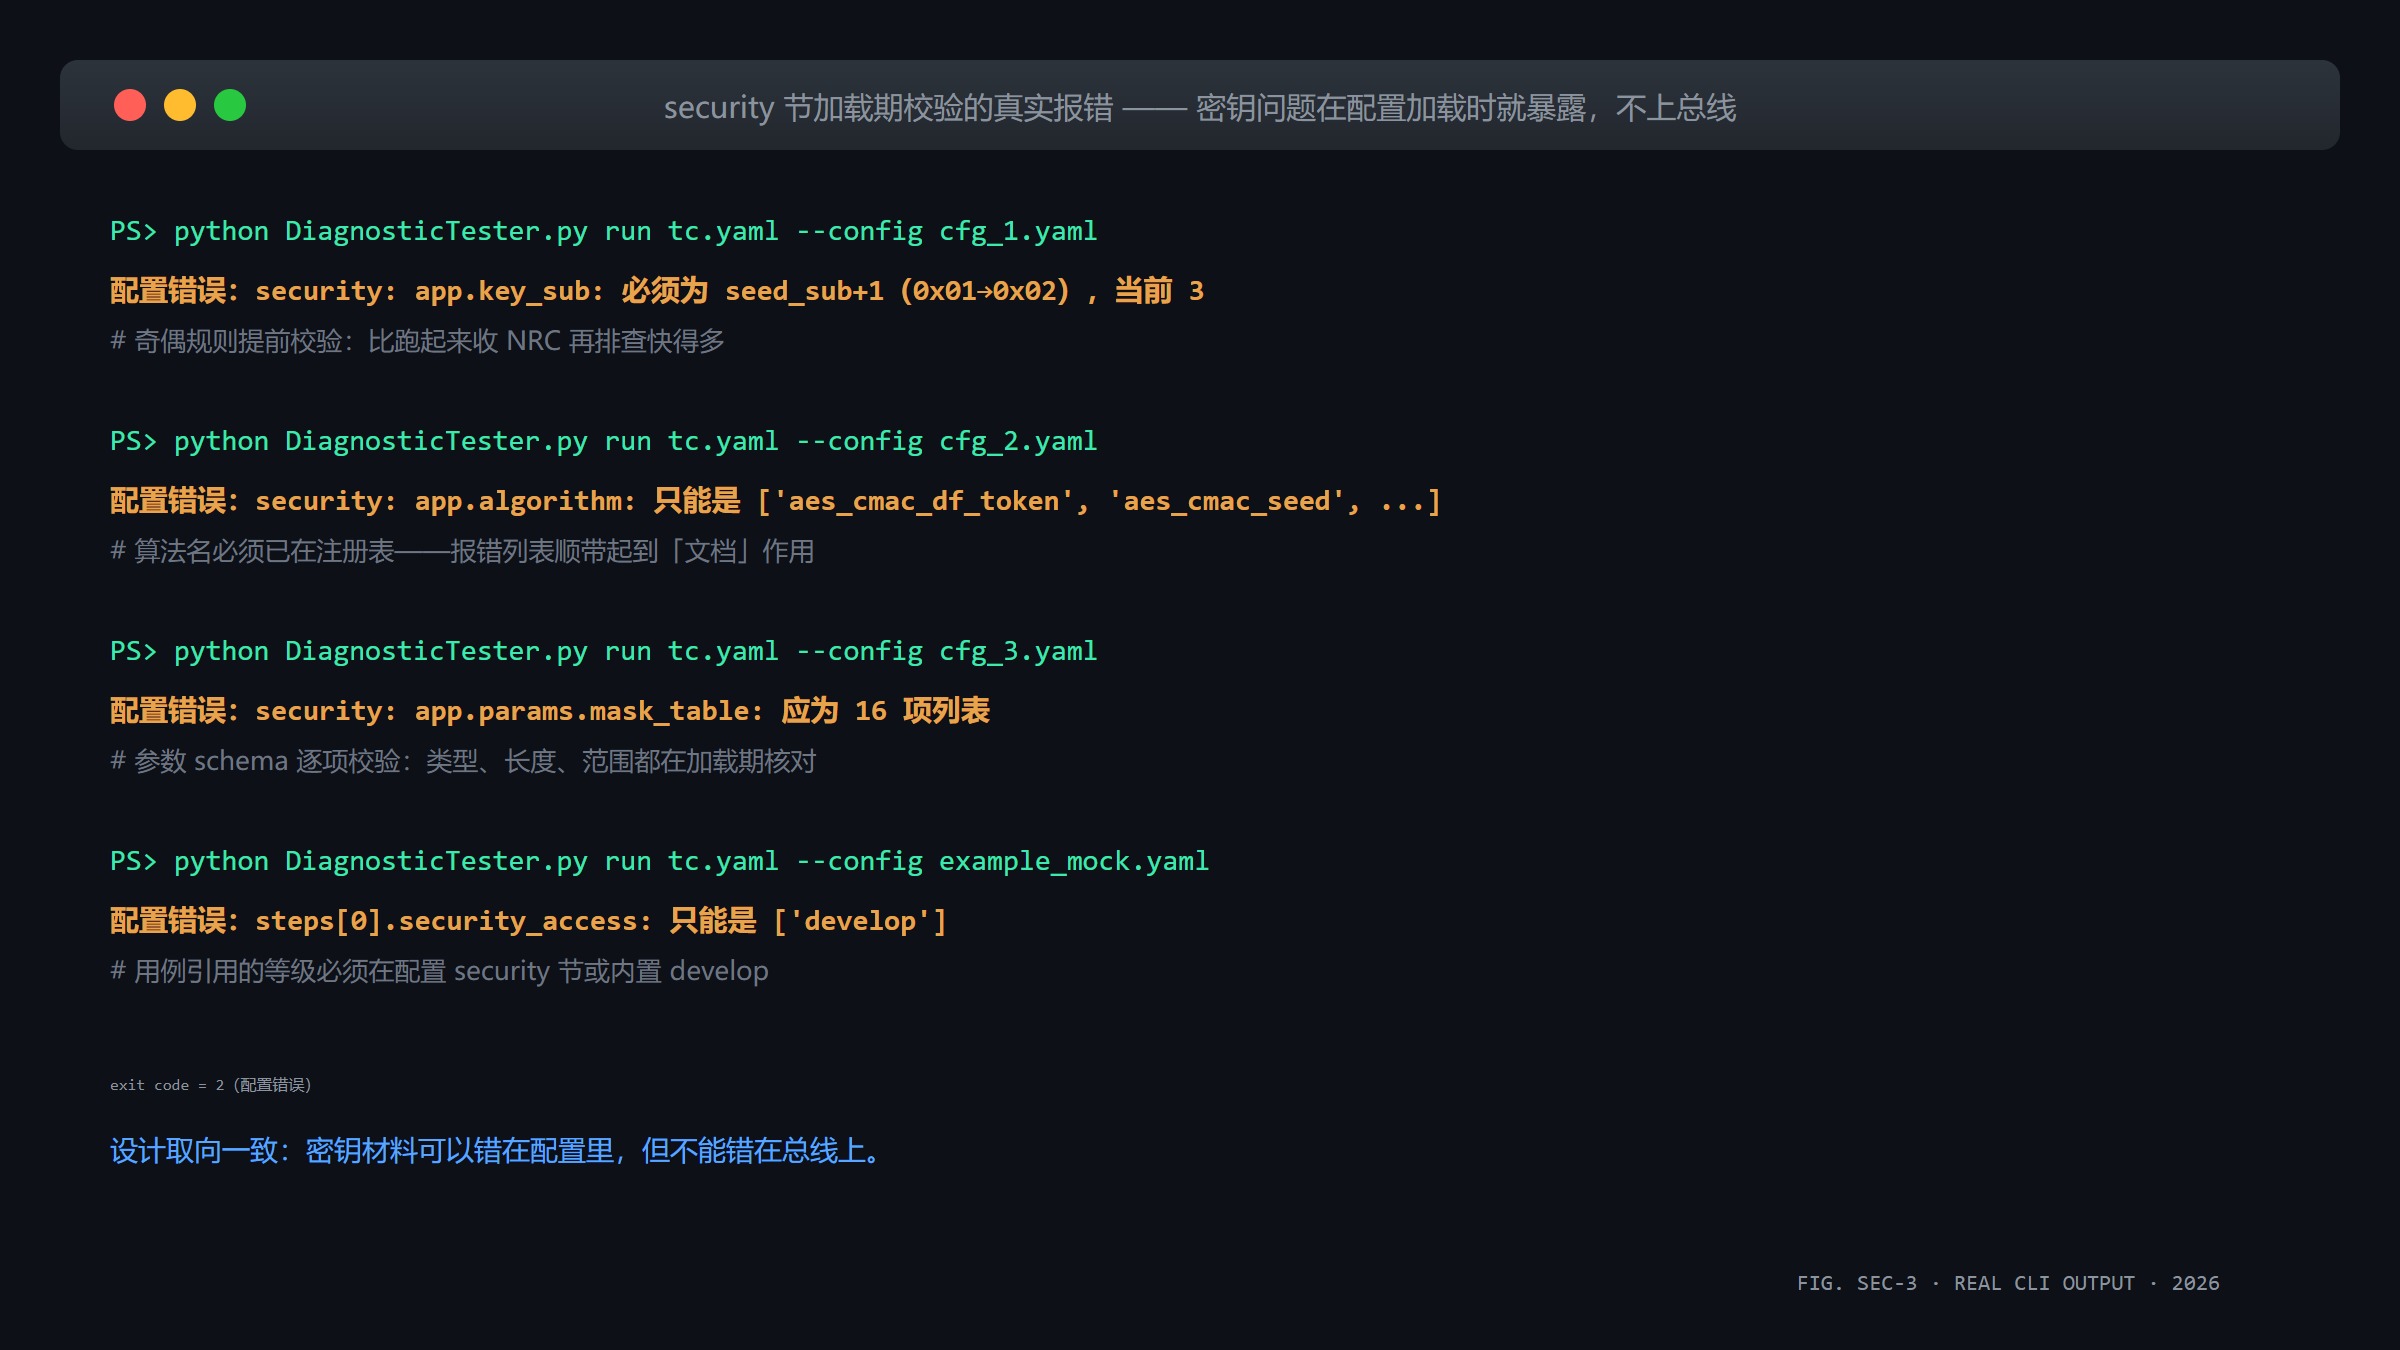 security 节加载期校验的真实报错 —— 密钥问题在配置加载时就暴露，不上总线
PS> python DiagnosticTester.py run tc.yaml --config cfg_1.yaml
配置错误：security: app.key_sub: 必须为 seed_sub+1（0x01→0x02），当前 3
# 奇偶规则提前校验：比跑起来收 NRC 再排查快得多
PS> python DiagnosticTester.py run tc.yaml --config cfg_2.yaml
配置错误：security: app.algorithm: 只能是 ['aes_cmac_df_token', 'aes_cmac_seed', ...]
# 算法名必须已在注册表——报错列表顺带起到「文档」作用
PS> python DiagnosticTester.py run tc.yaml --config cfg_3.yaml
配置错误：security: app.params.mask_table: 应为 16 项列表
# 参数 schema 逐项校验：类型、长度、范围都在加载期核对
PS> python DiagnosticTester.py run tc.yaml --config example_mock.yaml
配置错误：steps[0].security_access: 只能是 ['develop']
# 用例引用的等级必须在配置 security 节或内置 develop
exit code = 2（配置错误）
设计取向一致：密钥材料可以错在配置里，但不能错在总线上。
FIG. SEC-3 · REAL CLI OUTPUT · 2026